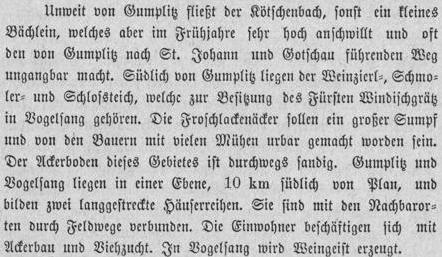 Unweit von Gumplitz fließt der Kötschenbach, sonst ein kleines
Bächlein, welches aber im Frühjahre sehr hoch anschwillt und oft
den von Gumplitz nach St. Johann und Gotschau führenden Weg
ungangbar macht. Südlich von Gumplitz liegen der Weinzierl-, Schmo-
ler- und Schlosteich, welche zur Besitzung des Fürsten Windischgrätz
in Vogelsang gehören. Die Froschlackenäcker sollen ein großer Sumpf
und von den Bauern mit vielen Mühen urbar gemacht worden sein.
Der Ackerboden dieses Gebietes ist durchwegs sandig. Gumplitz und
Vogelsang liegen in einer Ebene, 10 km südlich von Plan, und
bilden zwei langgestreckte Häuserreihen. Sie sind mit den Nachbaror-
ten durch Feldwege verbunden. Die Einwohner beschäftigen sich mit
Ackerbau und Viehzucht. In Vogelsang wird Weingeist erzeugt.